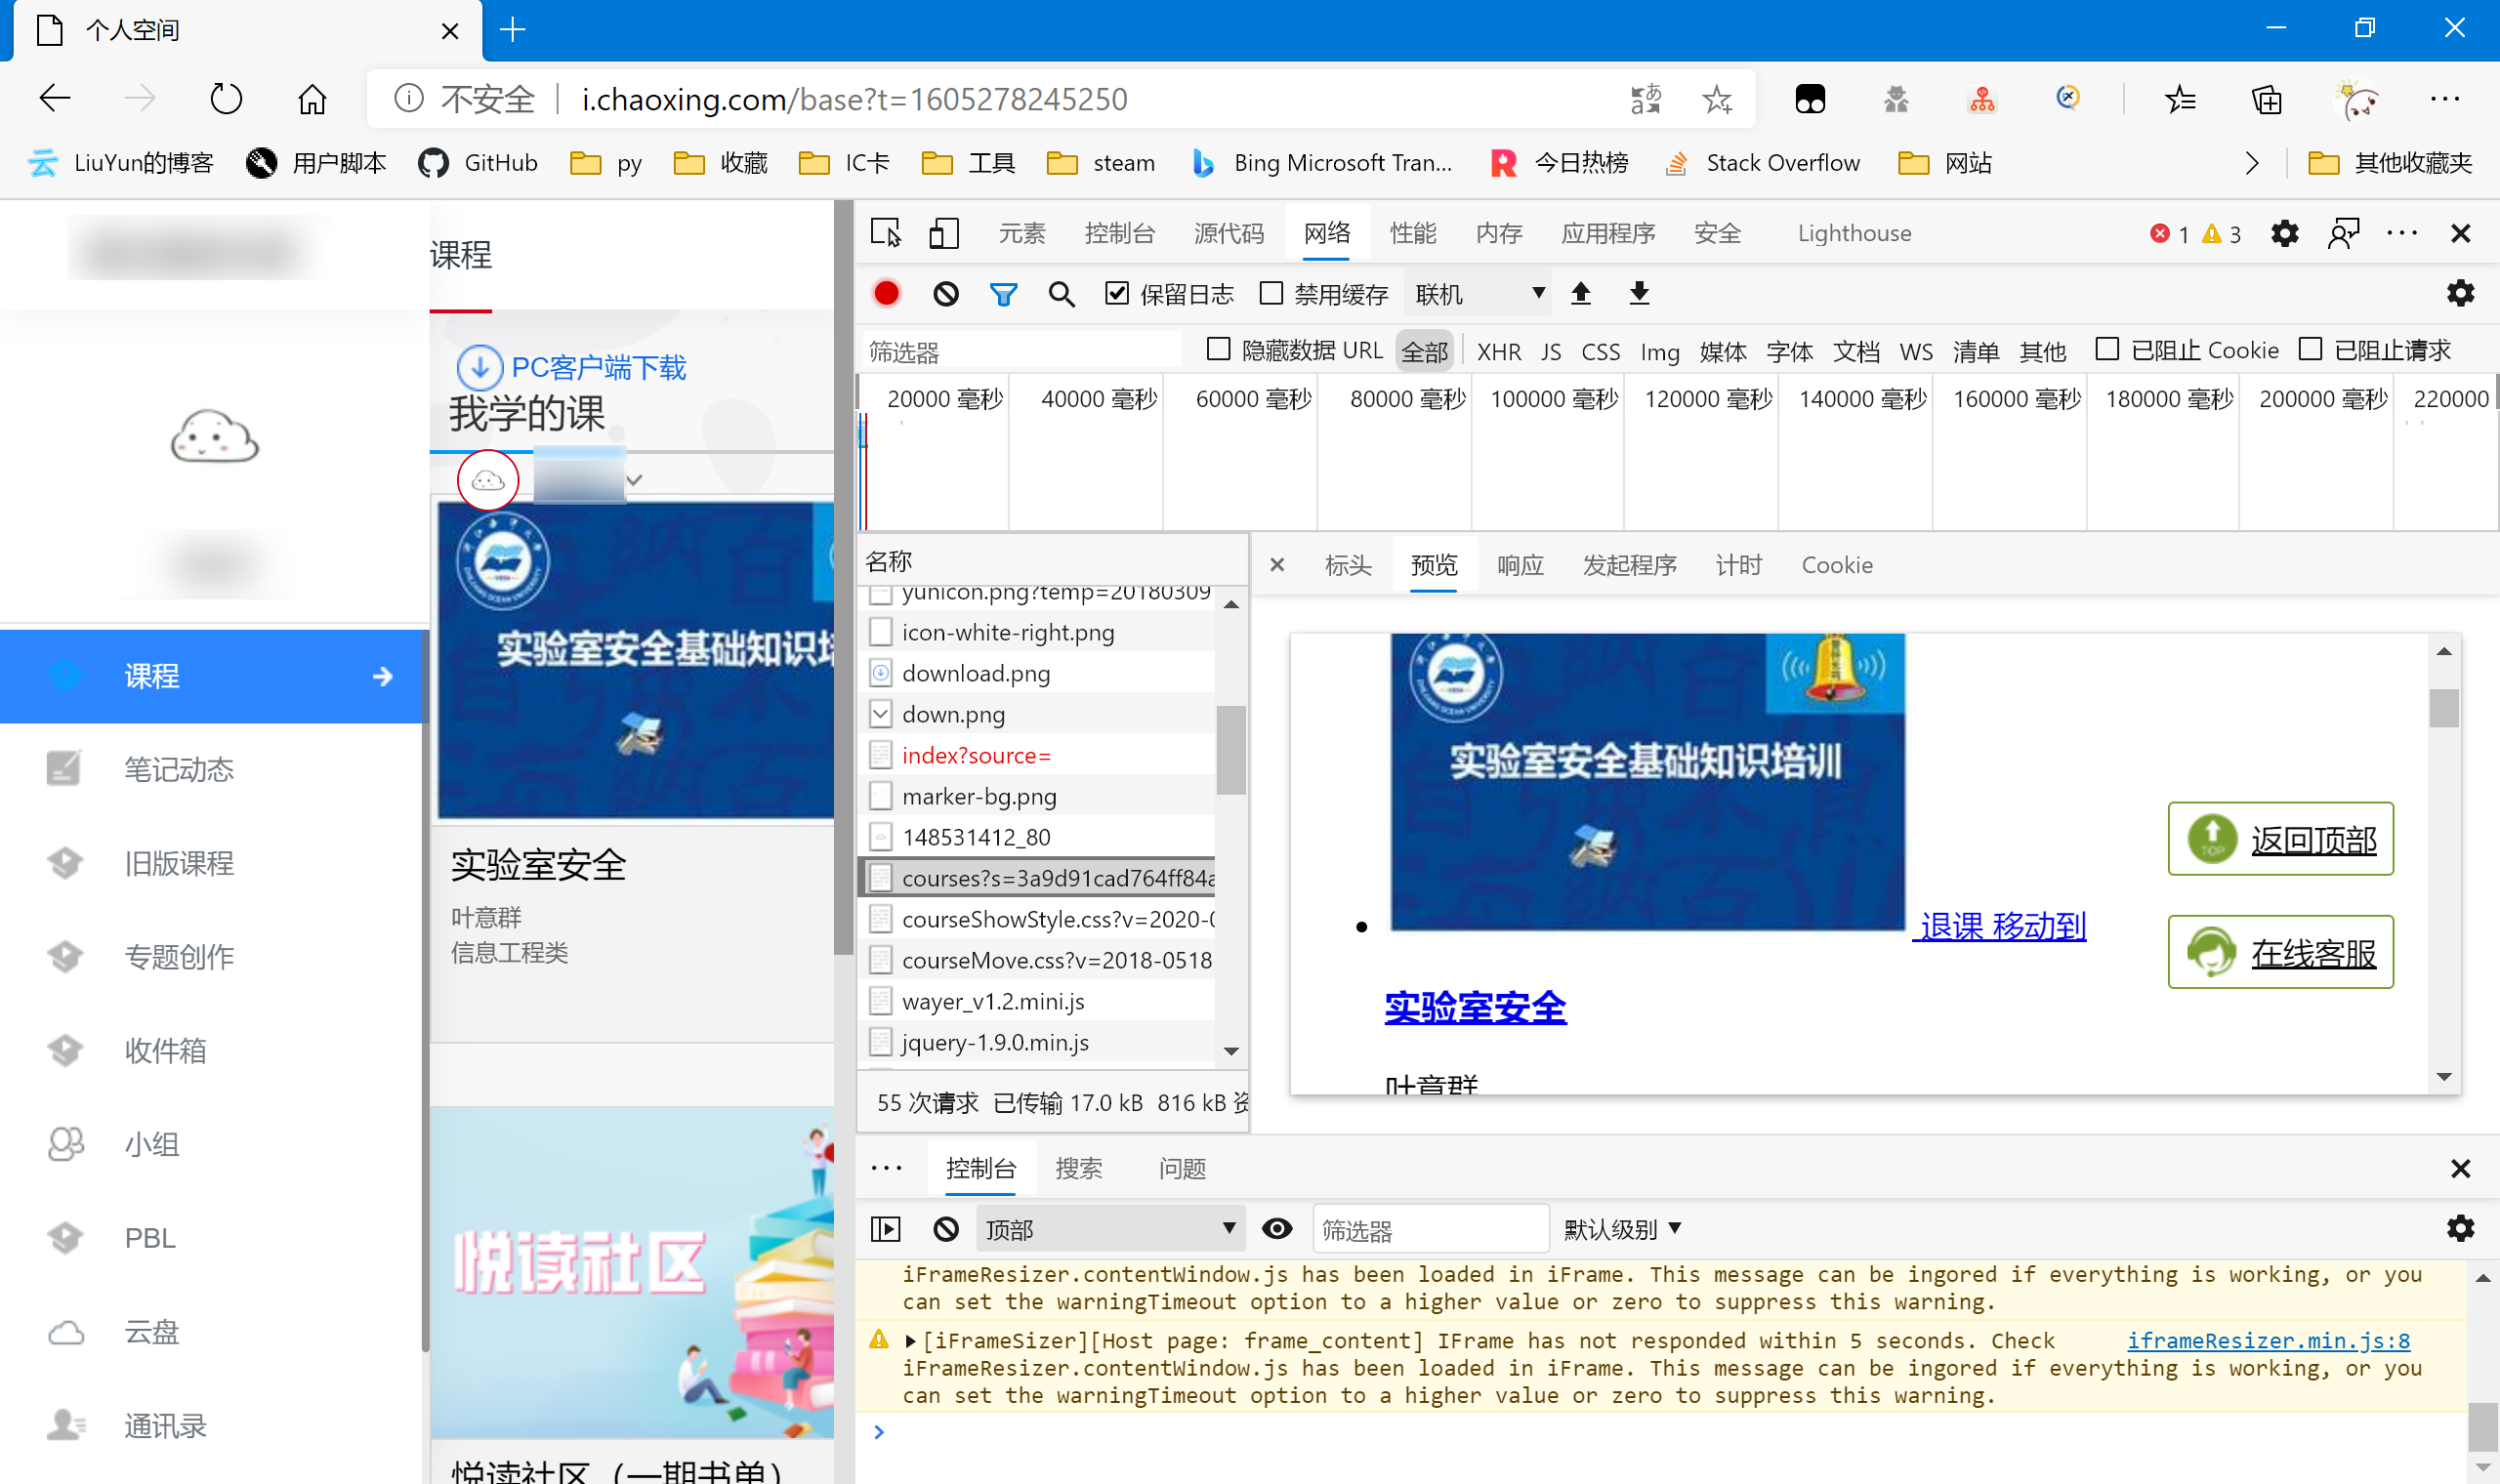 个人空间
不安全 i.chaoxing.com/base?t=1605278245250
LiuYun的博客 用户脚本 GitHub py 收藏 IC卡 工具 steam Bing Microsoft Tran... 今日热榜 Stack Overflow 网站 其他收藏夹
课程
PC客户端下载
我学的课
实验室安全基础知识培
实验室安全
叶意群
信息工程类
悦读社区
悦读社区（一期书单）
课程
笔记动态
旧版课程
专题创作
收件箱
小组
PBL
云盘
通讯录
元素 控制台 源代码 网络 性能 内存 应用程序 安全 Lighthouse 1 3
保留日志 禁用缓存 联机
筛选器 隐藏数据 URL 全部 XHR JS CSS Img 媒体 字体 文档 WS 清单 其他 已阻止 Cookie 已阻止请求
20000 毫秒 40000 毫秒 60000 毫秒 80000 毫秒 100000 毫秒 120000 毫秒 140000 毫秒 160000 毫秒 180000 毫秒 200000 毫秒 220000
名称
yunicon.png?temp=20180309
icon-white-right.png
download.png
down.png
index?source=
marker-bg.png
148531412_80
courses?s=3a9d91cad764ff84a
courseShowStyle.css?v=2020-0
courseMove.css?v=2018-0518
wayer_v1.2.mini.js
jquery-1.9.0.min.js
55 次请求 已传输 17.0 kB 816 kB 资
标头 预览 响应 发起程序 计时 Cookie
实验室安全基础知识培训
退课 移动到
TOP 返回顶部
在线客服
实验室安全
叶意群
控制台 搜索 问题
顶部 筛选器 默认级别
iFrameResizer.contentWindow.js has been loaded in iFrame. This message can be ingored if everything is working, or you
can set the warningTimeout option to a higher value or zero to suppress this warning.
[iFrameSizer][Host page: frame_content] IFrame has not responded within 5 seconds. Check iframeResizer.min.js:8
iFrameResizer.contentWindow.js has been loaded in iFrame. This message can be ingored if everything is working, or you
can set the warningTimeout option to a higher value or zero to suppress this warning.